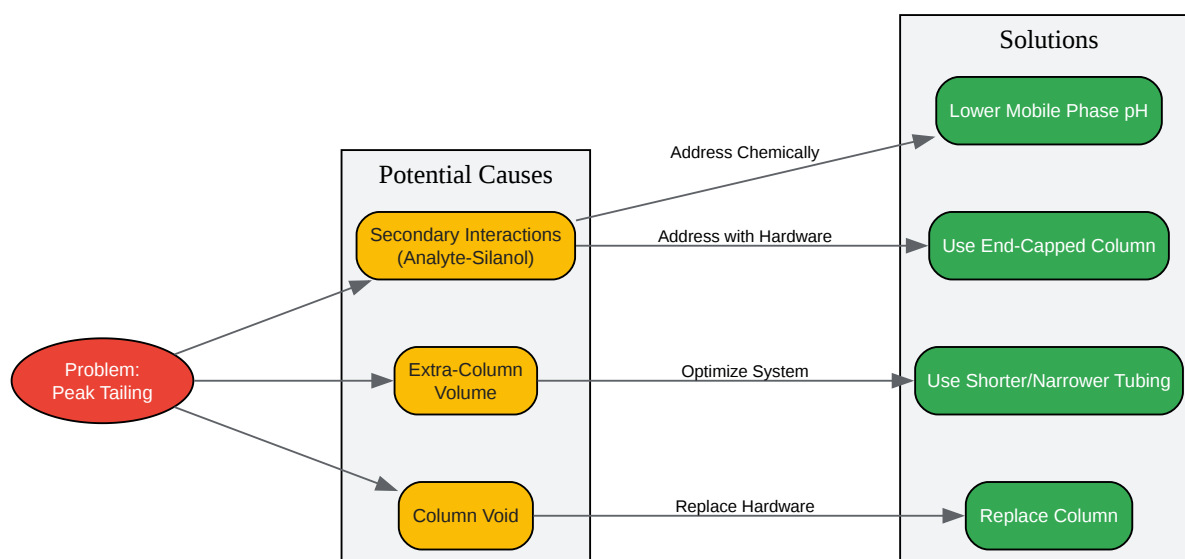 Problem:
Peak Tailing
Potential Causes
Secondary Interactions
(Analyte-Silanol)
Extra-Column
Volume
Column Void
Address Chemically
Address with Hardware
Optimize System
Replace Hardware
Solutions
Lower Mobile Phase pH
Use End-Capped Column
Use Shorter/Narrower Tubing
Replace Column